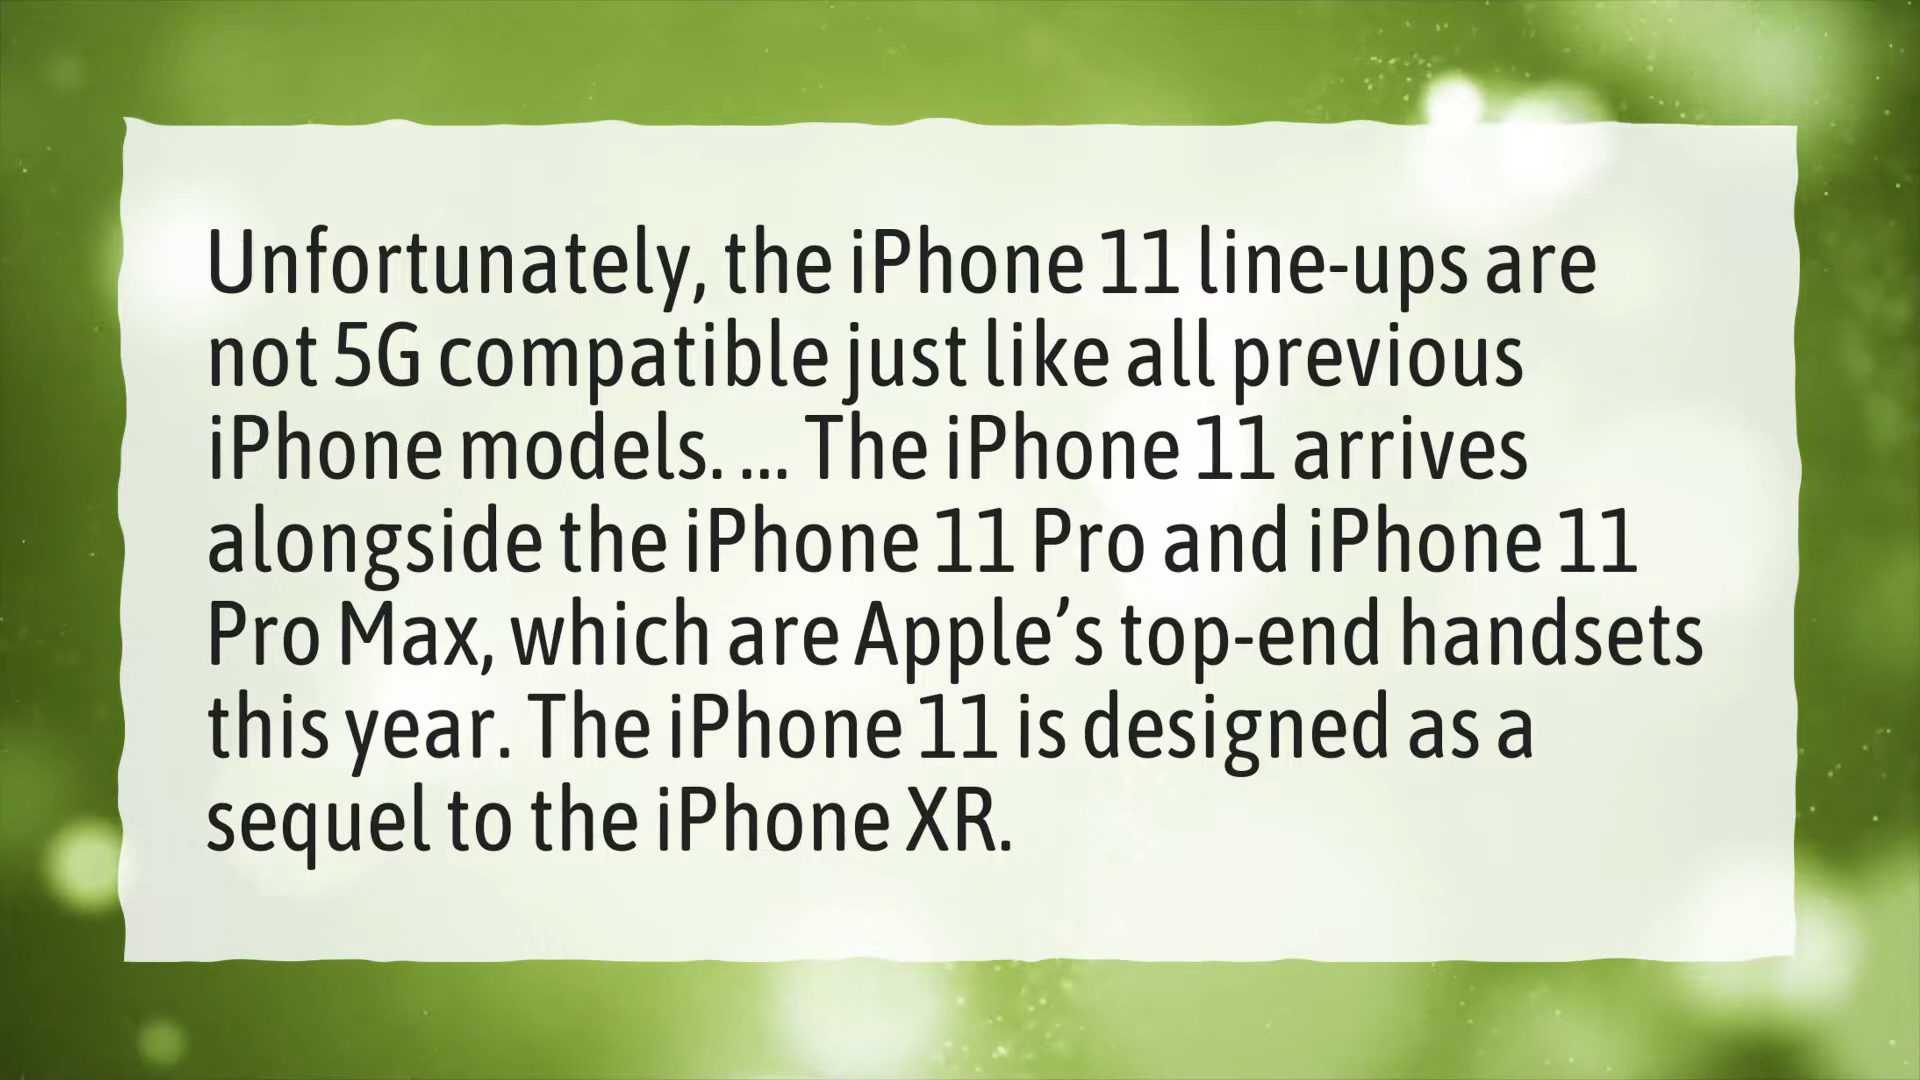 Unfortunately, the iPhone 11 line-ups are
not 5G compatible just like all previous
iPhone models. ... The iPhone 11 arrives
alongside the iPhone 11 Pro and iPhone 11
Pro Max, which are Apple’s top-end handsets
this year. The iPhone 11 is designed as a
sequel to the iPhone XR.